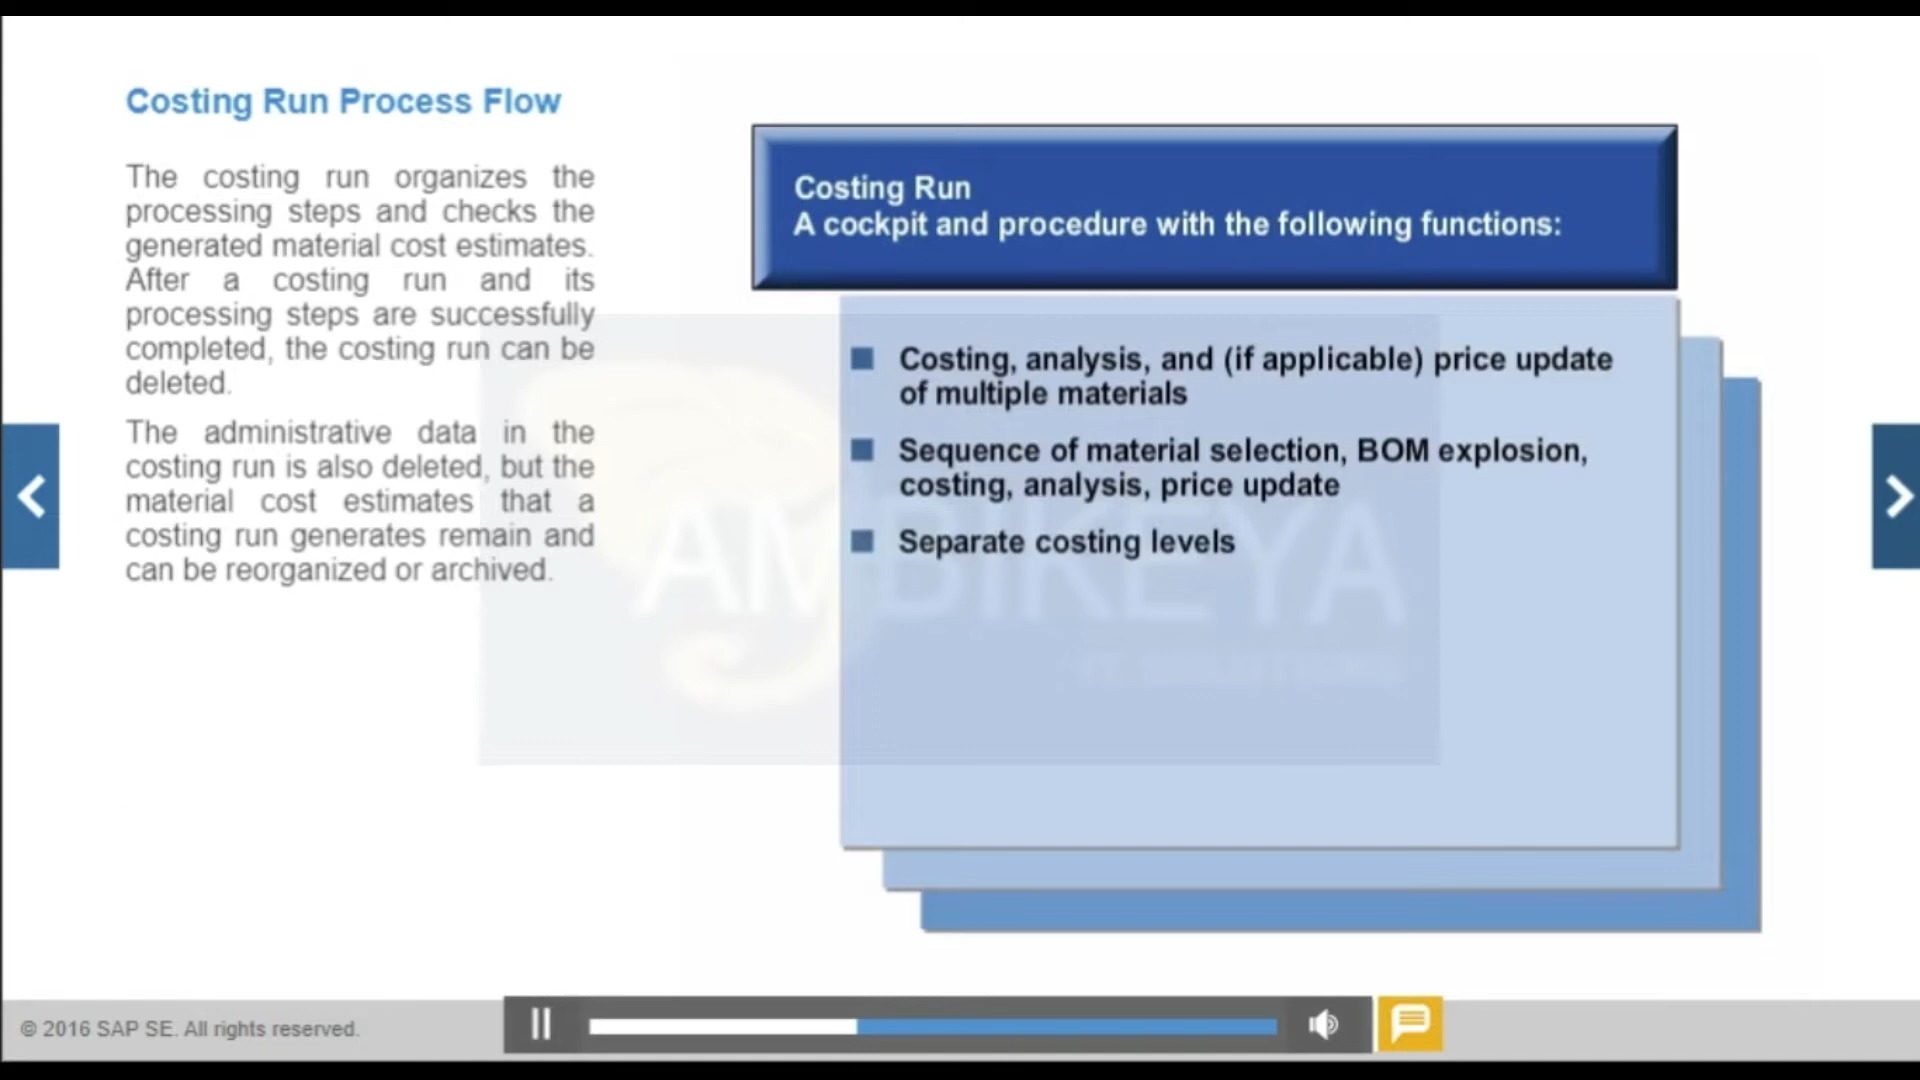 Costing Run Process Flow
The costing run organizes the
processing steps and checks the
generated material cost estimates.
After a costing run and its
processing steps are successfully
completed, the costing run can be
deleted.
The administrative data in the
costing run is also deleted, but the
material cost estimates that a
costing run generates remain and
can be reorganized or archived.
Costing Run
A cockpit and procedure with the following functions:
Costing, analysis, and (if applicable) price update
of multiple materials
Sequence of material selection, BOM explosion,
costing, analysis, price update
Separate costing levels
AMBIKEYA
© 2016 SAP SE. All rights reserved.